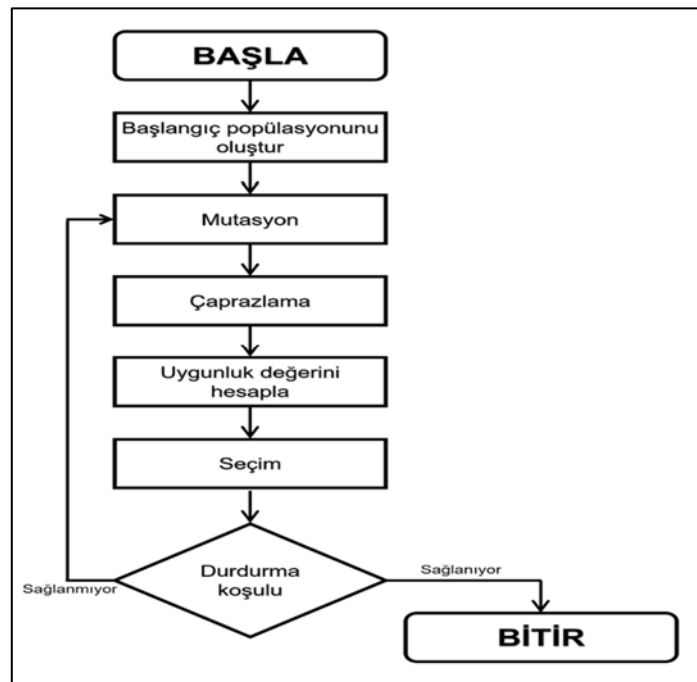 BAŞLA
Başlangıç popülasyonunu
oluştur
Mutasyon
Çaprazlama
Uygunluk değerini
hesapla
Seçim
Durdurma
koşulu
Sağlanmıyor
Sağlanıyor
BİTİR